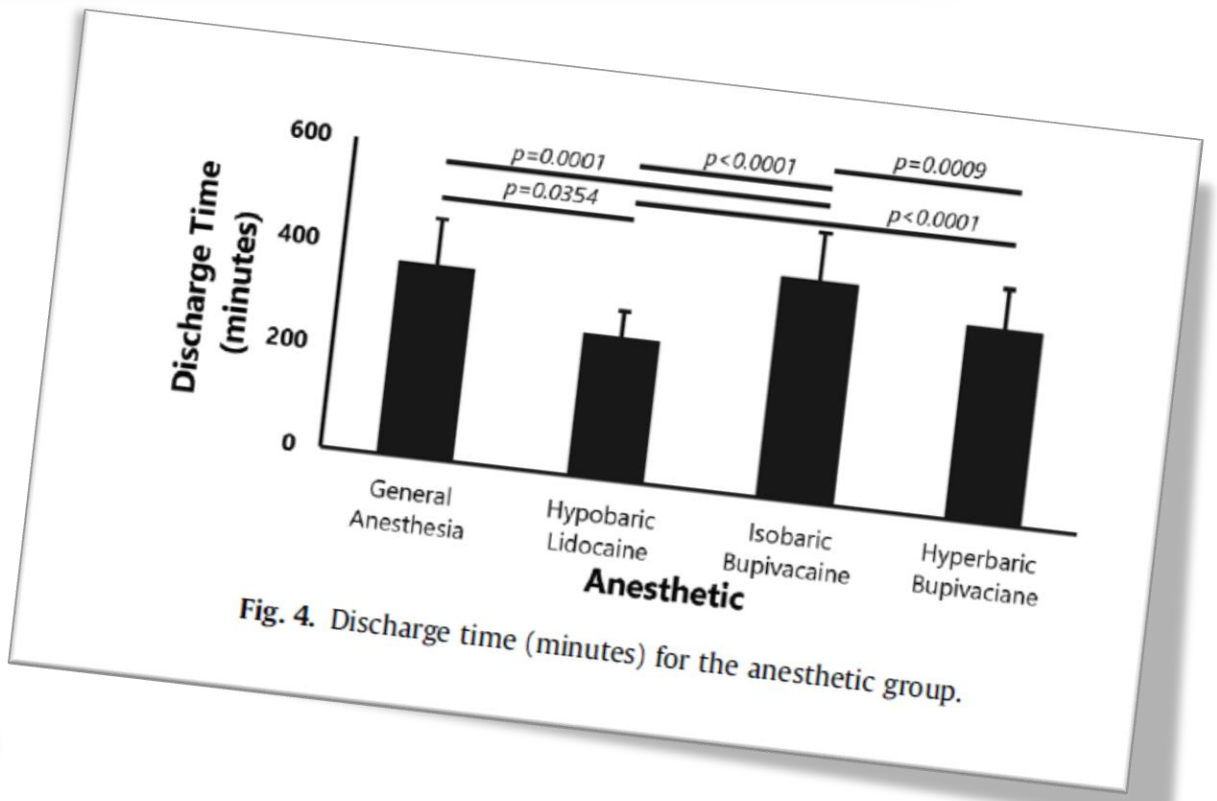 600
p=0.0001
p<0.0001
p=0.0009
p=0.0354
p<0.0001
400
200
0
Discharge Time
(minutes)
General
Anesthesia
Hypobaric
Lidocaine
Isobaric
Bupivacaine
Hyperbaric
Bupivaciane
Anesthetic
Fig. 4. Discharge time (minutes) for the anesthetic group.